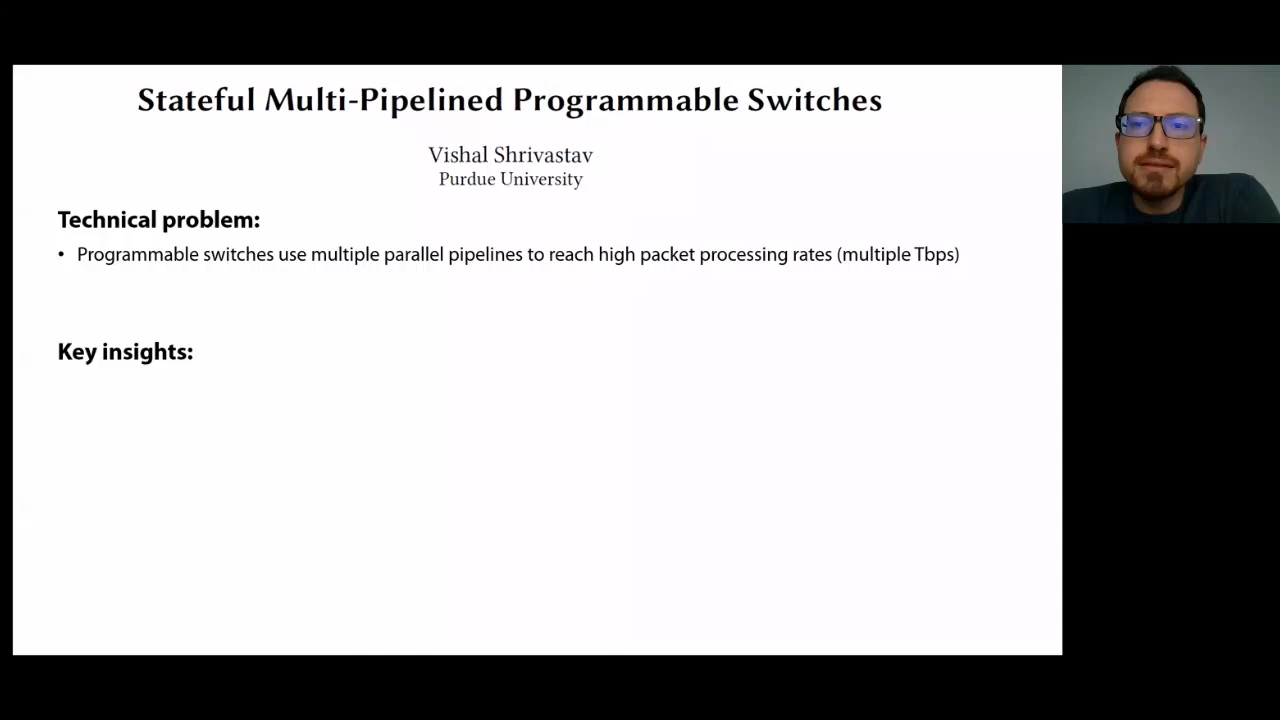 Stateful Multi-Pipelined Programmable Switches
Vishal Shrivastav
Purdue University
Technical problem:
• Programmable switches use multiple parallel pipelines to reach high packet processing rates (multiple Tbps)
Key insights: